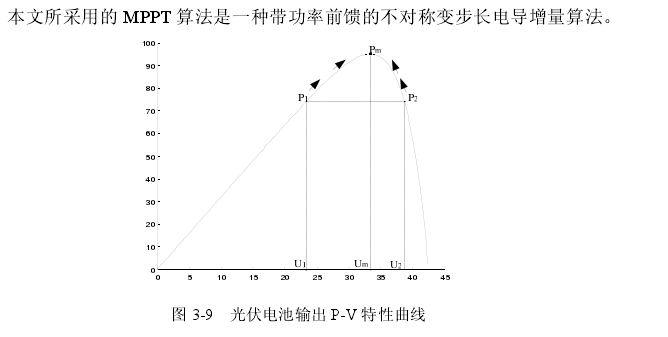 本文所采用的 MPPT 算法是一种带功率前馈的不对称变步长电导增量算法。
100
90
80
70
60
50
40
30
20
10
0
Pm
P1
P2
U1
Um
U2
0 5 10 15 20 25 30 35 40 45
图 3-9 光伏电池输出 P-V 特性曲线